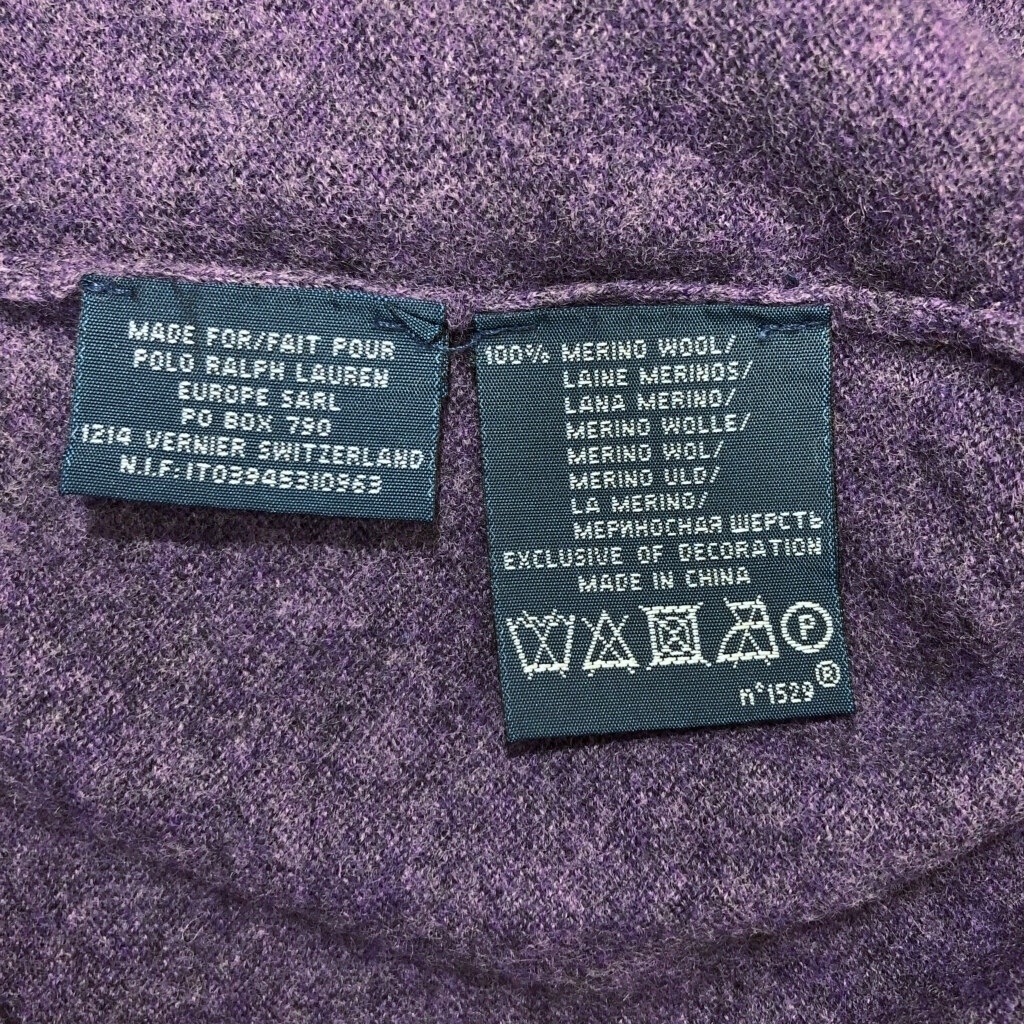 MADE FOR/FAIT POUR
POLO RALPH LAUREN
EUROPE SARL
PO BOX 790
1214 VERNIER SWITZERLAND
N.I.F:IT03945310963
100% MERINO WOOL/
LAINE MERINOS/
LANA MERINO/
MERINO WOLLE/
MERINO WOL/
MERINO ULD/
LA MERINO/
МЕРИНОСНАЯ ШЕРСТЬ
EXCLUSIVE OF DECORATION
MADE IN CHINA
P
n°1529®